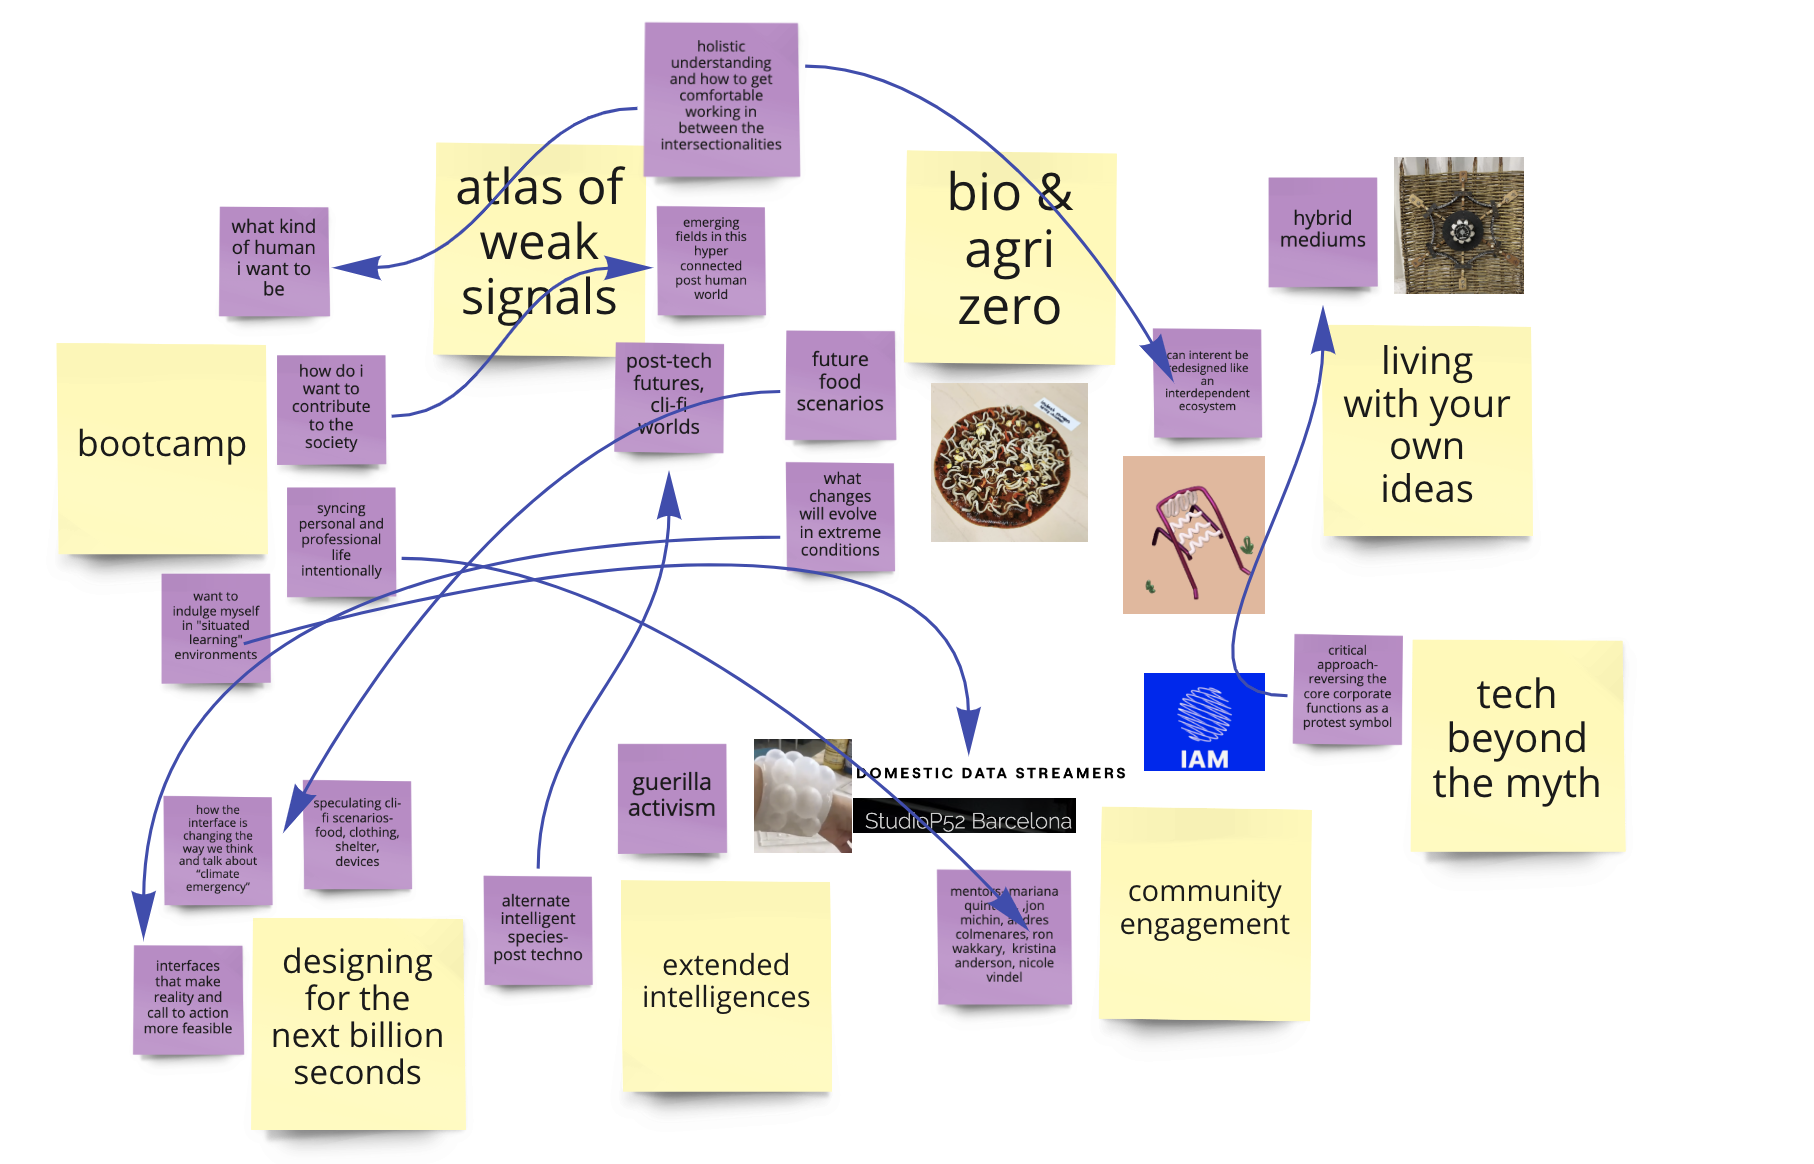 holistic
understanding
and how to get
comfortable
working in
between the
intersectionalities
atlas of
weak
signals
bio &
agri
zero
what kind
of human
i want to
be
emerging
fields in this
hyper
connected
post human
world
hybrid
mediums
bootcamp
how do i
want to
contribute
to the
society
post-tech
futures,
cli-fi
worlds
future
food
scenarios
can interent be
redesigned like
an
interdependent
ecosystem
living
with your
own
ideas
syncing
personal and
professional
life
intentionally
what
changes
will evolve
in extreme
conditions
want to
indulge myself
in "situated
learning"
environments
critical
approach-
reversing the
core corporate
functions as a
protest symbol
tech
beyond
the myth
IAM
guerilla
activism
DOMESTIC DATA STREAMERS
StudioP52 Barcelona
how the
interface is
changing the
way we think
and talk about
“climate
emergency”
speculating cli-
fi scenarios-
food, clothing,
shelter,
devices
alternate
intelligent
species-
post techno
mentors- mariana
,jon
michin, andres
colmenares, ron
wakkary, kristina
anderson, nicole
vindel
community
engagement
interfaces
that make
reality and
call to action
more feasible
designing
for the
next billion
seconds
extended
intelligences